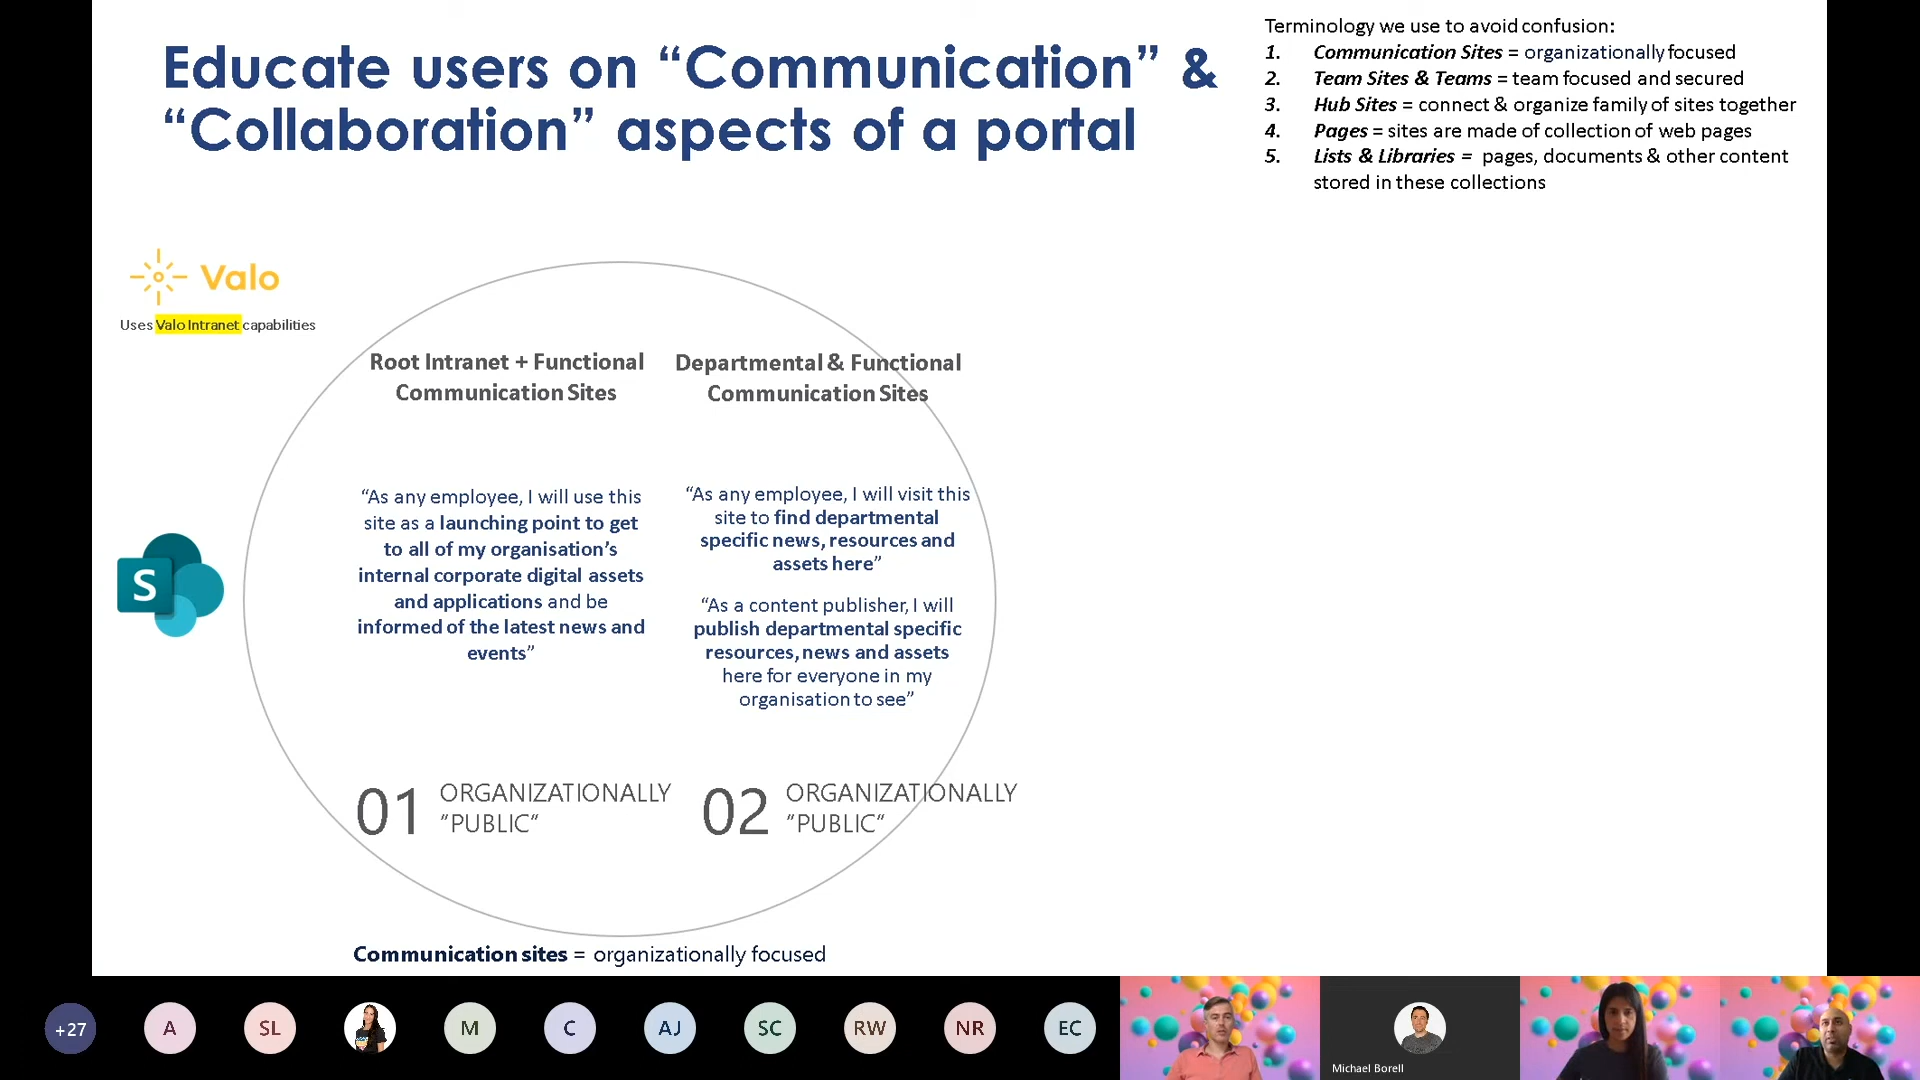 Educate users on “Communication” &
“Collaboration” aspects of a portal
Terminology we use to avoid confusion:
1. Communication Sites = organizationally focused
2. Team Sites & Teams = team focused and secured
3. Hub Sites = connect & organize family of sites together
4. Pages = sites are made of collection of web pages
5. Lists & Libraries = pages, documents & other content
stored in these collections
Valo
Uses Valo Intranet capabilities
S
Root Intranet + Functional
Communication Sites
“As any employee, I will use this
site as a launching point to get
to all of my organisation’s
internal corporate digital assets
and applications and be
informed of the latest news and
events”
01 ORGANIZATIONALLY
“PUBLIC”
Departmental & Functional
Communication Sites
“As any employee, I will visit this
site to find departmental
specific news, resources and
assets here”
“As a content publisher, I will
publish departmental specific
resources, news and assets
here for everyone in my
organisation to see”
02 ORGANIZATIONALLY
“PUBLIC”
Communication sites = organizationally focused
+27 A SL M C AJ SC RW NR EC
Michael Borell